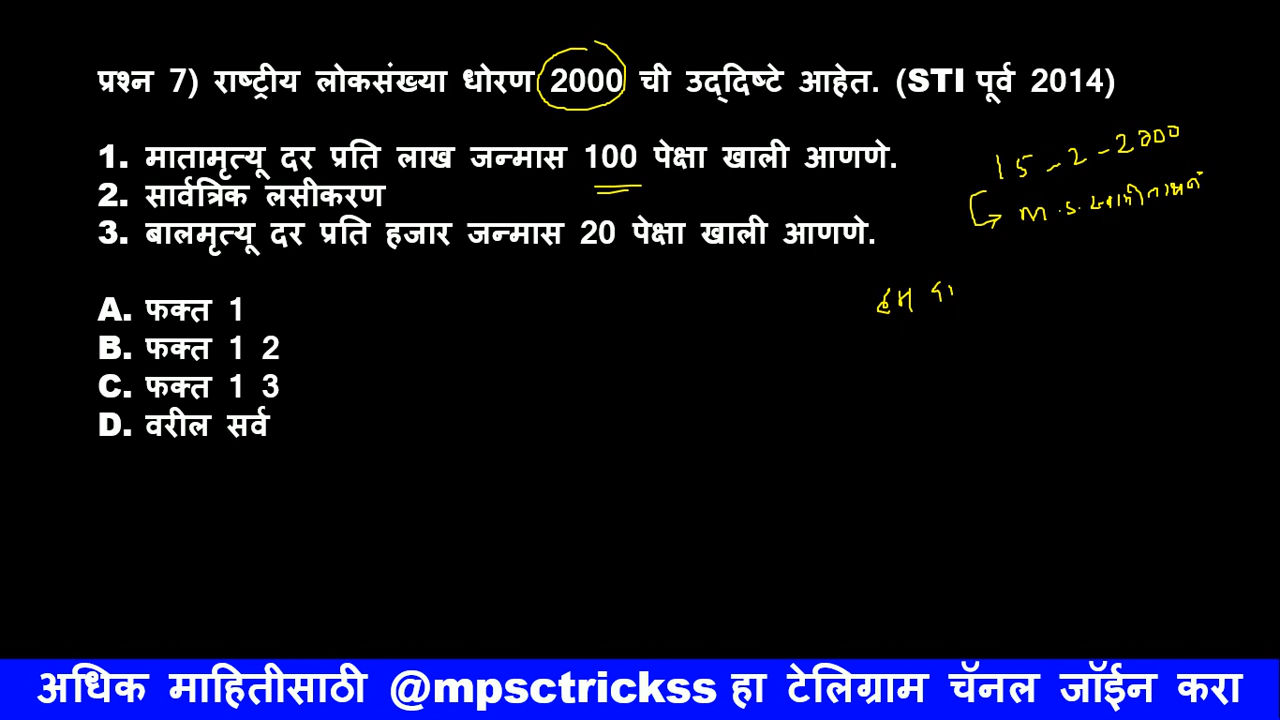 प्रश्न 7) राष्ट्रीय लोकसंख्या धोरण 2000 ची उद्दिष्टे आहेत. (STI पूर्व 2014)
1. मातामृत्यू दर प्रति लाख जन्मास 100 पेक्षा खाली आणणे.
2. सार्वत्रिक लसीकरण
3. बालमृत्यू दर प्रति हजार जन्मास 20 पेक्षा खाली आणणे.
15-2-2000
M.S. स्वामीनाथन
हम दो
A. फक्त 1
B. फक्त 1 2
C. फक्त 1 3
D. वरील सर्व
अधिक माहितीसाठी @mpsctrickss हा टेलिग्राम चॅनल जॉईन करा